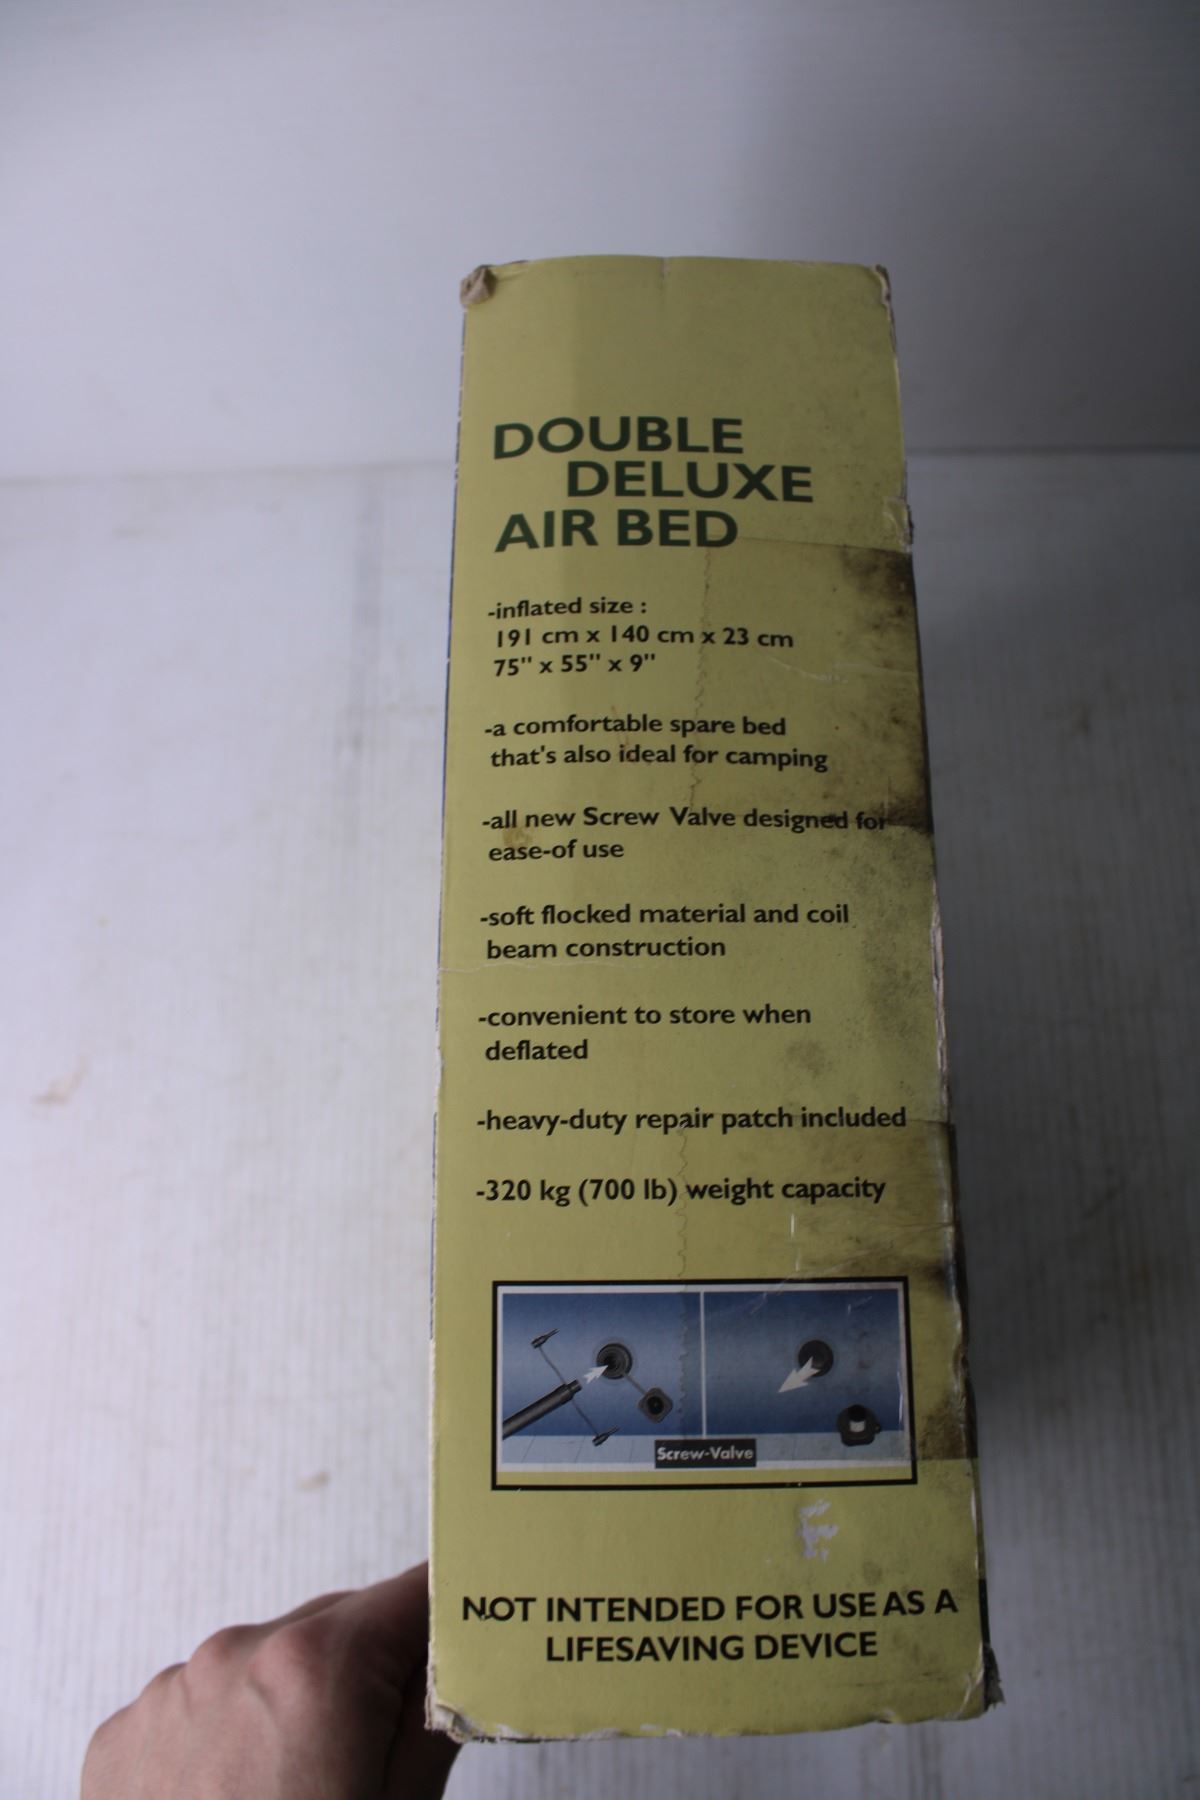 DOUBLE
DELUXE
AIR BED
-inflated size :
191 cm x 140 cm x 23 cm
75" x 55" x 9"
-a comfortable spare bed
that's also ideal for camping
-all new Screw Valve designed for
ease-of use
-soft flocked material and coil
beam construction
-convenient to store when
deflated
-heavy-duty repair patch included
-320 kg (700 lb) weight capacity
Screw-Valve
NOT INTENDED FOR USE AS A
LIFESAVING DEVICE